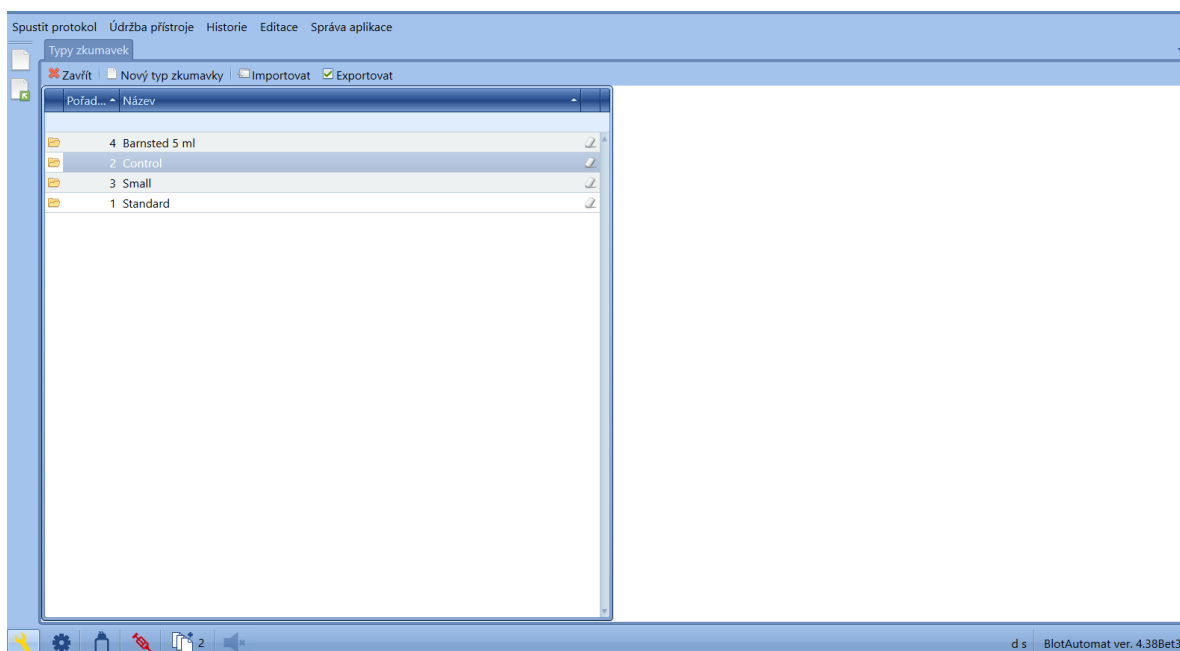 Spustit protokol Údržba přístroje Historie Editace Správa aplikace
Typy zkumavek
Zavřít Nový typ zkumavky Importovat Exportovat
Pořad... Název
4 Barnsted 5 ml
2 Control
3 Small
1 Standard
2 d s BlotAutomat ver. 4.38Bet3